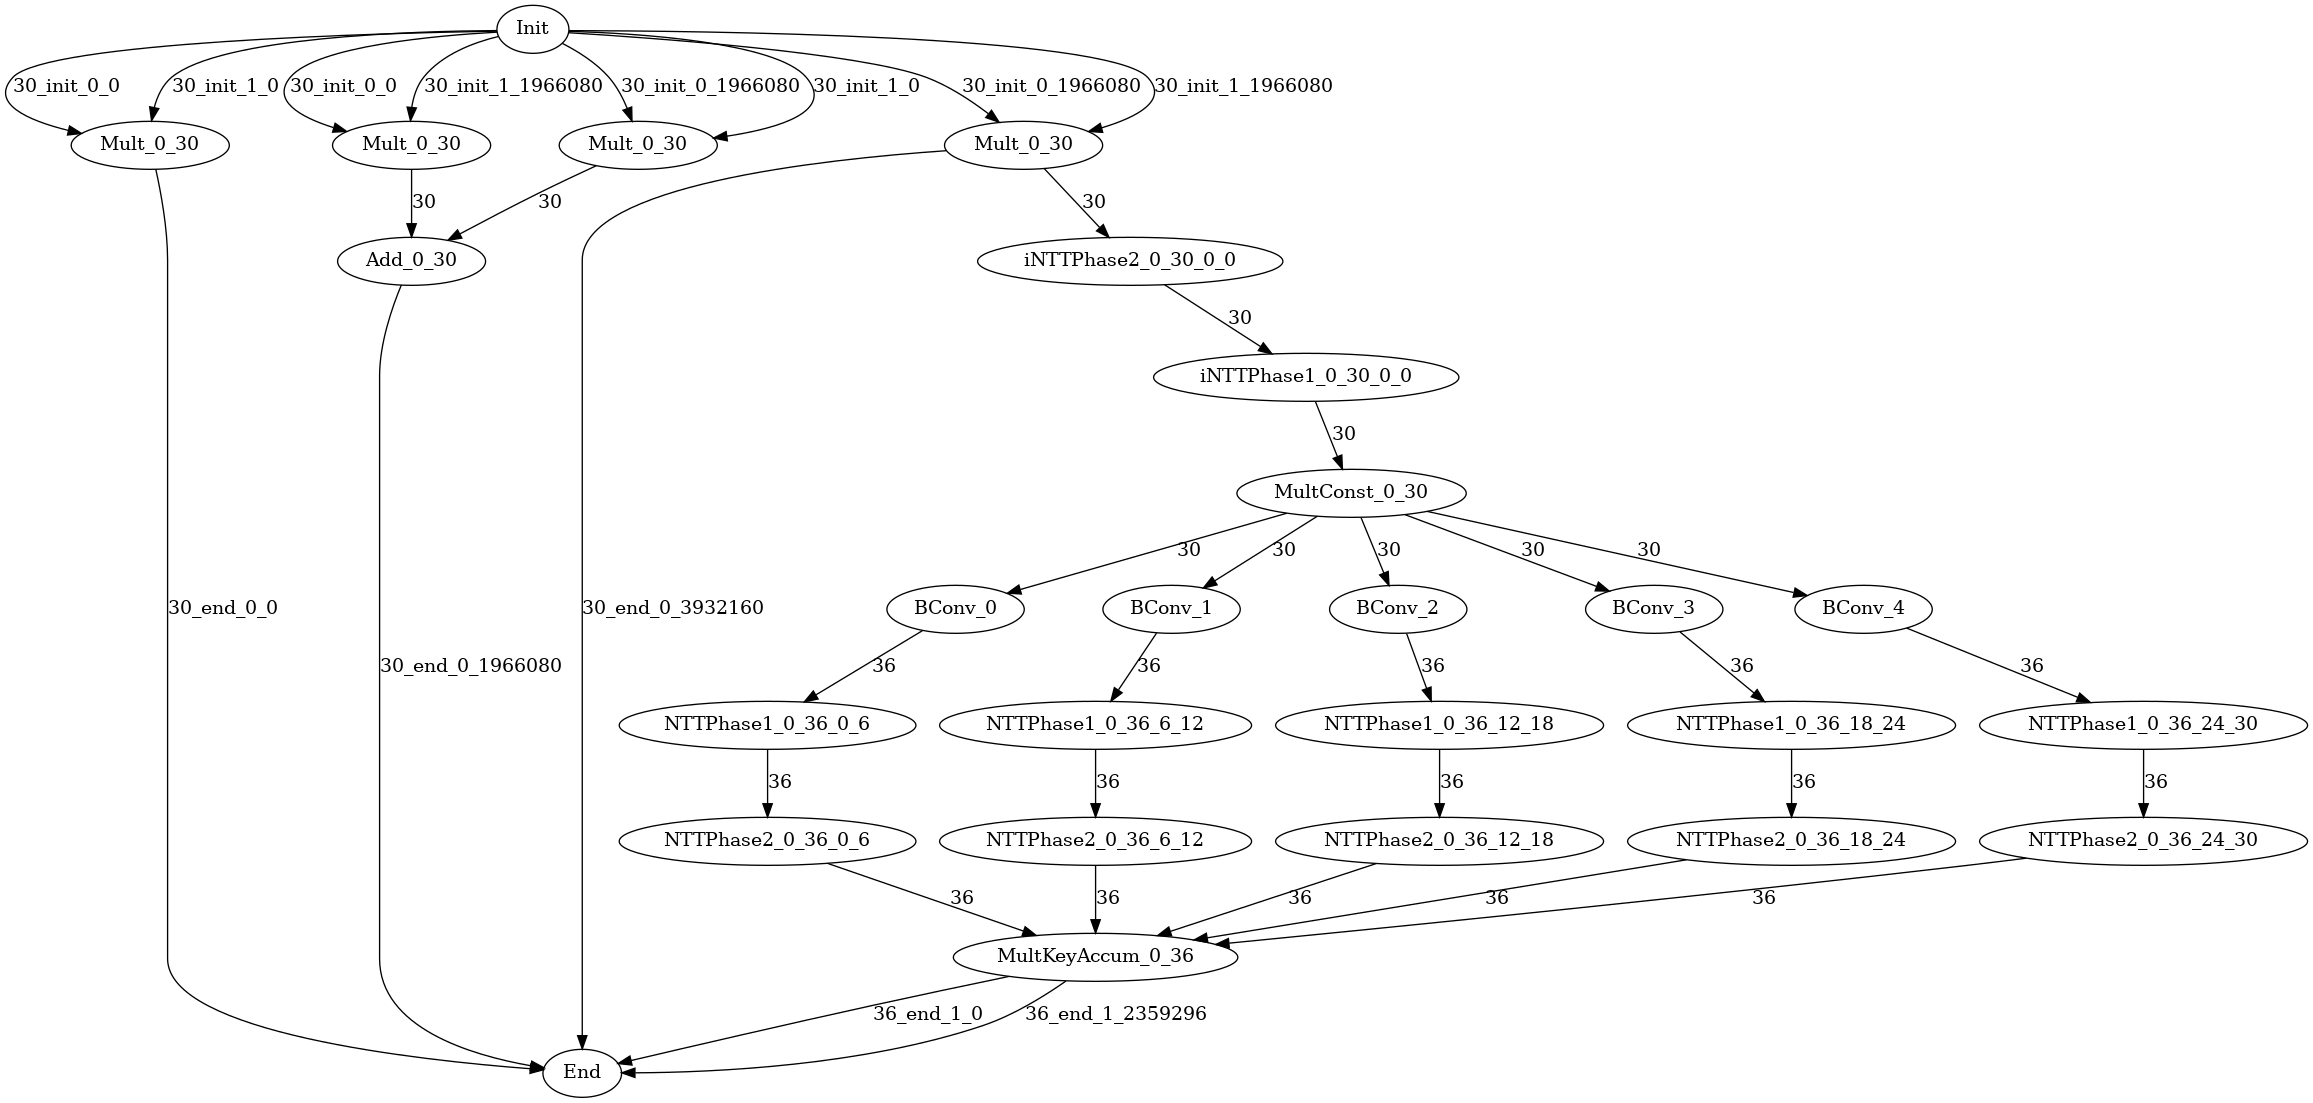 Init
30_init_0_0
30_init_1_0
30_init_0_0
30_init_1_1966080
30_init_0_1966080
30_init_1_0
30_init_0_1966080
30_init_1_1966080
Mult_0_30
Mult_0_30
Mult_0_30
Mult_0_30
30
30
30
Add_0_30
iNTTPhase2_0_30_0_0
30
iNTTPhase1_0_30_0_0
30
MultConst_0_30
30
30
30
30
30
30_end_0_0
30_end_0_3932160
BConv_0
BConv_1
BConv_2
BConv_3
BConv_4
30_end_0_1966080
36
36
36
36
36
NTTPhase1_0_36_0_6
NTTPhase1_0_36_6_12
NTTPhase1_0_36_12_18
NTTPhase1_0_36_18_24
NTTPhase1_0_36_24_30
36
36
36
36
36
NTTPhase2_0_36_0_6
NTTPhase2_0_36_6_12
NTTPhase2_0_36_12_18
NTTPhase2_0_36_18_24
NTTPhase2_0_36_24_30
36
36
36
36
36
MultKeyAccum_0_36
36_end_1_0
36_end_1_2359296
End